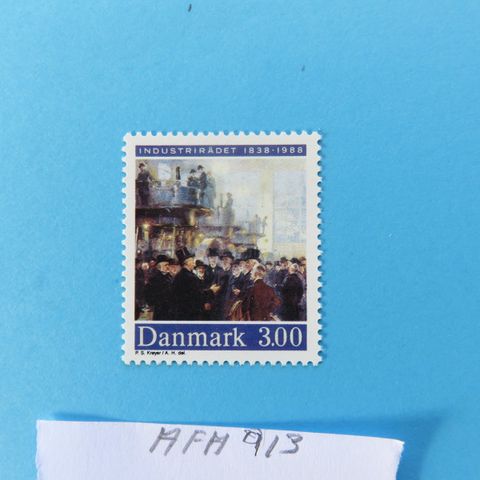 INDUSTRIRÅDET 1838-1988
Danmark 3.00
P. S. Krøyer / A. H. del.
AFA 913